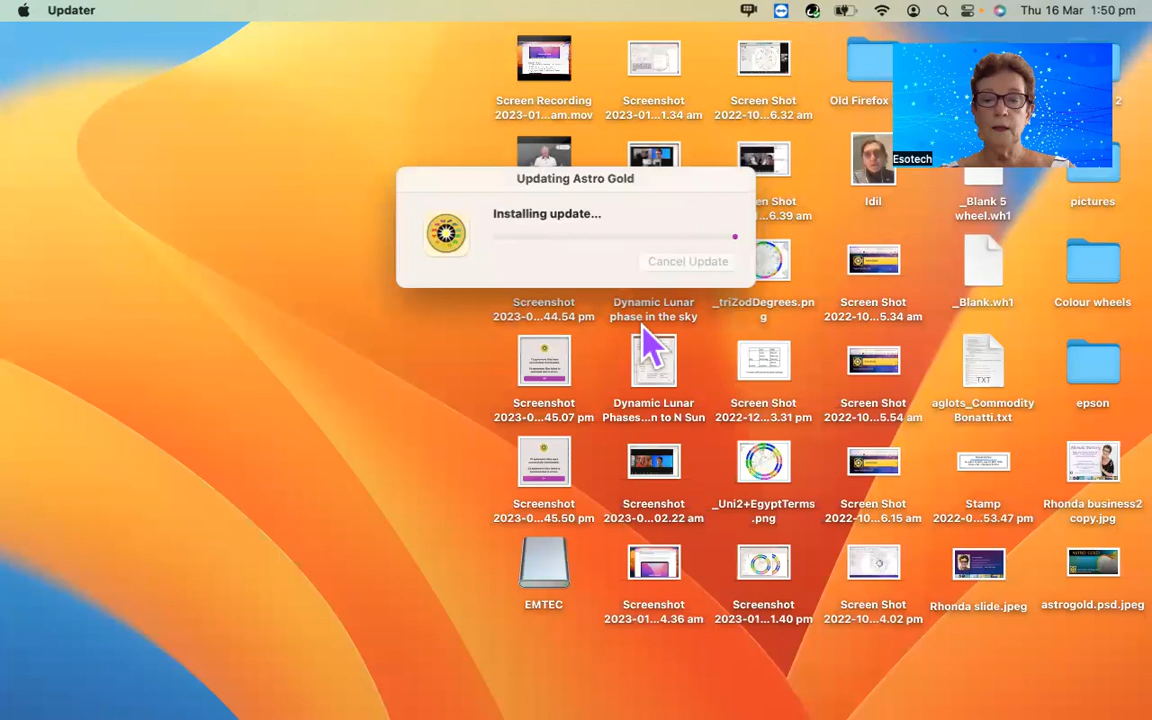 Updater
Thu 16 Mar 1:50 pm
Screen Recording
2023-01...am.mov
Screenshot
2023-01...1.34 am
Screen Shot
2022-10...6.32 am
Old Firefox
2
Esotech
Updating Astro Gold
Installing update...
Cancel Update
...6.39 am
Idil
_Blank 5
wheel.wh1
pictures
Screenshot
2023-0...44.54 pm
Dynamic Lunar
phase in the sky
_triZodDegrees.pn
g
Screen Shot
2022-10...5.34 am
_Blank.wh1
Colour wheels
TXT
Screenshot
2023-0...45.07 pm
Dynamic Lunar
Phases...n to N Sun
Screen Shot
2022-12...3.31 pm
Screen Shot
2022-10...5.54 am
aglots_Commodity
Bonatti.txt
epson
Screenshot
2023-0...45.50 pm
Screenshot
2023-0...02.22 am
_Uni2+EgyptTerms
.png
Screen Shot
2022-10...6.15 am
Stamp
2022-0...53.47 pm
Rhonda business2
copy.jpg
EMTEC
Screenshot
2023-01...4.36 am
Screenshot
2023-01...1.40 pm
Screen Shot
2022-10...4.02 pm
Rhonda slide.jpeg
astrogold.psd.jpeg